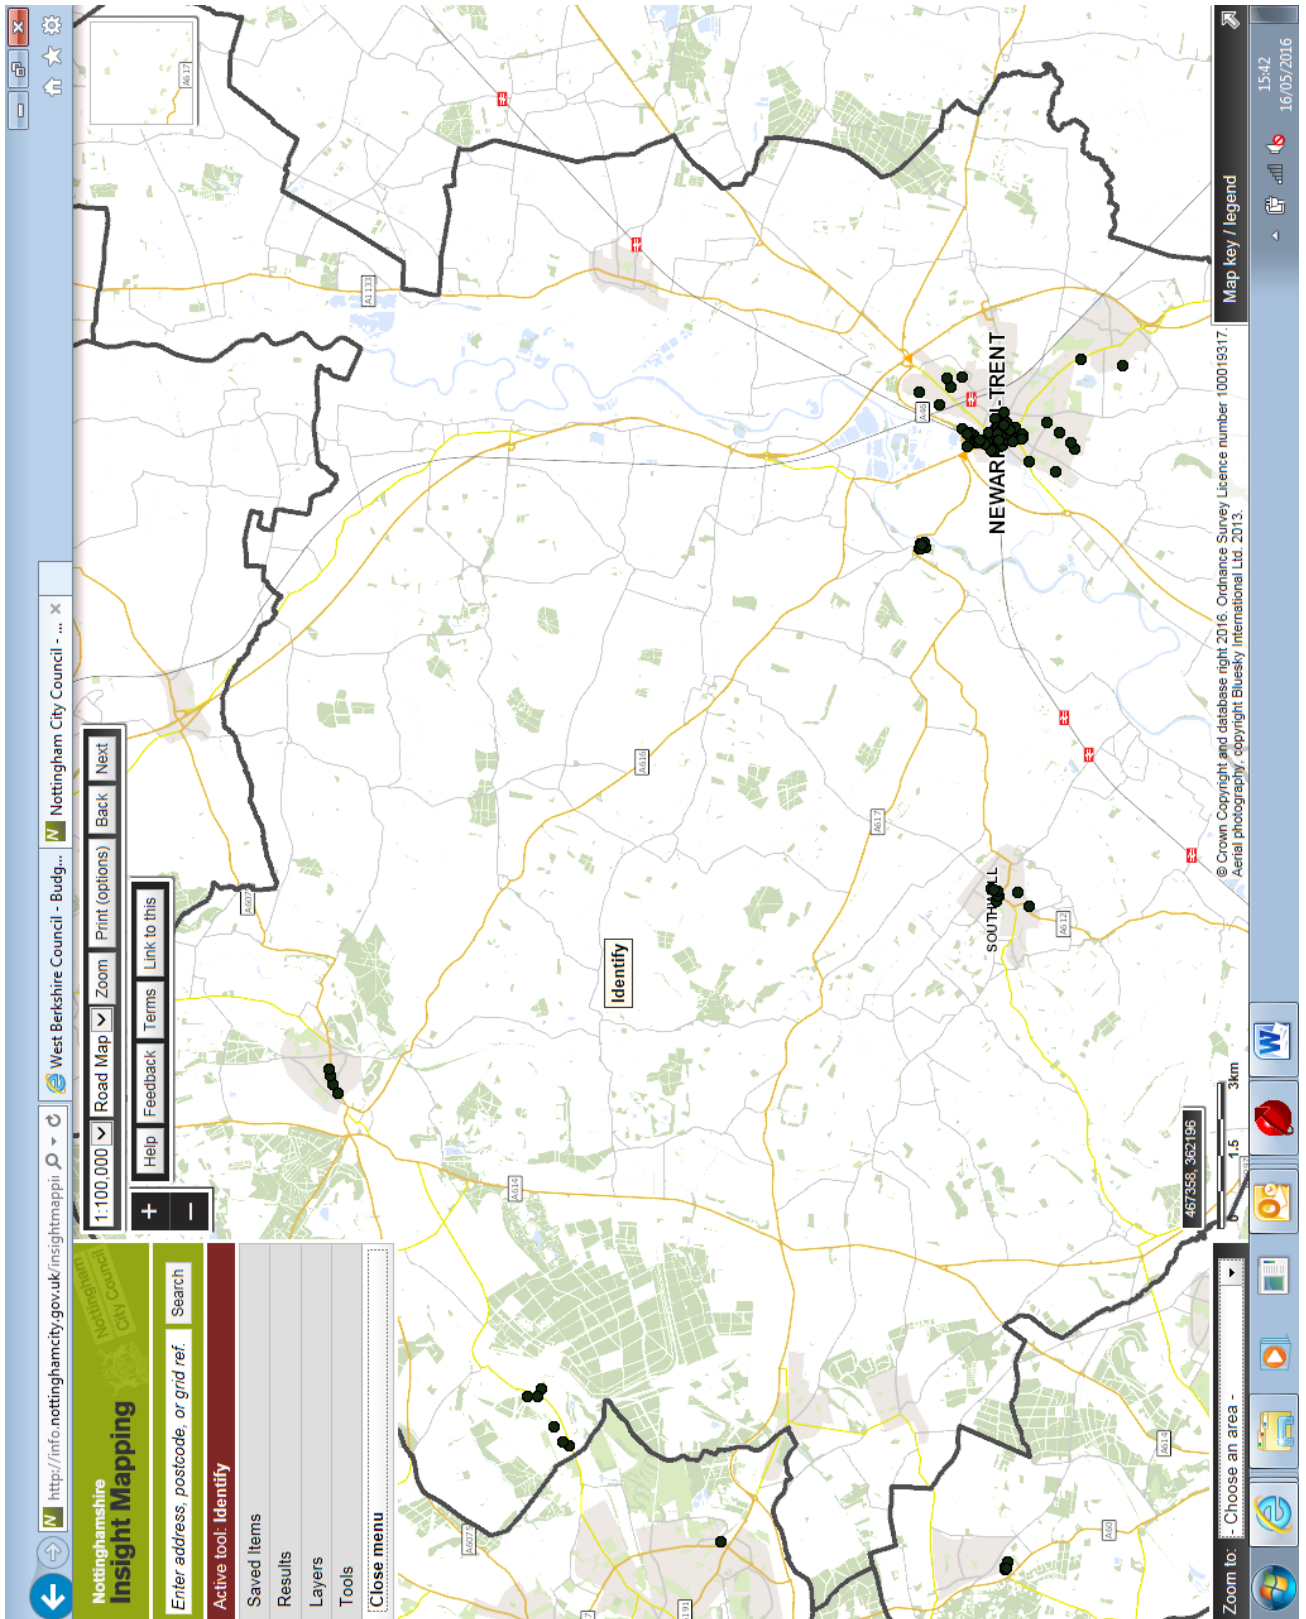 http://info.nottinghamcity.gov.uk/insightmappii
West Berkshire Council - Budg...
Nottingham City Council - ...
Nottinghamshire
Insight Mapping
Nottingham
City Council
Enter address, postcode, or grid ref.
Search
Active tool: Identify
Saved Items
Results
Layers
Tools
Close menu
1:100,000
Road Map
Zoom
Print (options)
Back
Next
+
−
Help
Feedback
Terms
Link to this
A617
A1133
A607
A616
A614
A46
A617
NEWARK
-TRENT
SOUTHWELL
A612
A6075
A60
A614
Identify
467358, 362196
0
1.5
3km
© Crown Copyright and database right 2016. Ordnance Survey Licence number 100019317.
Aerial photography, copyright Bluesky International Ltd. 2013.
Zoom to:
- Choose an area -
Map key / legend
15:42
16/05/2016